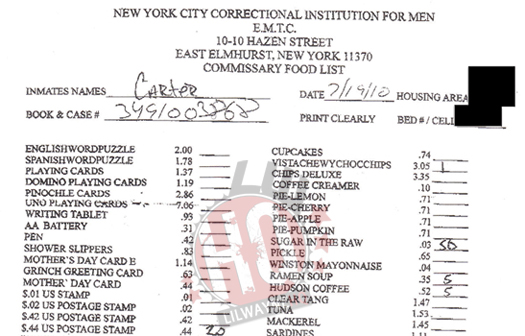 NEW YORK CITY CORRECTIONAL INSTITUTION FOR MEN
E.M.T.C.
10-10 HAZEN STREET
EAST ELMHURST, NEW YORK 11370
COMMISSARY FOOD LIST
INMATES NAMES Carter DATE 7/19/10 HOUSING AREA
BOOK & CASE# PRINT CLEARLY BED #/ CELL
ENGLISHWORDPUZZLE 2.00
SPANISHWORDPUZZLE 1.78
PLAYING CARDS 1.37
DOMINO PLAYING CARDS 1.19
PINOCHLE CARDS 2.86
UNO PLAYING CARDS 7.06
WRITING TABLET .93
AA BATTERY .31
PEN .42
SHOWER SLIPPERS .83
MOTHER'S DAY CARD E 1.14
GRINCH GREETING CARD .63
MOTHER' DAY CARD .44
$.01 US STAMP .01
$.02 US POSTAGE STAMP .02
$.42 US POSTAGE STAMP .42
$.44 US POSTAGE STAMP .44 20
CUPCAKES .74
VISTACHEWYCHOCCHIPS 3.05 1
CHIPS DELUXE 3.35
COFFEE CREAMER .10
PIE-LEMON .71
PIE-CHERRY .71
PIE-APPLE .71
PIE-PUMPKIN .71
SUGAR IN THE RAW .03 50
PICKLE .65
WINSTON MAYONNAISE .04
RAMEN SOUP .35 5
HUDSON COFFEE .52 5
CLEAR TANG 1.47
TUNA 1.53
MACKEREL 1.45
SARDINES
HOT
LILWAY